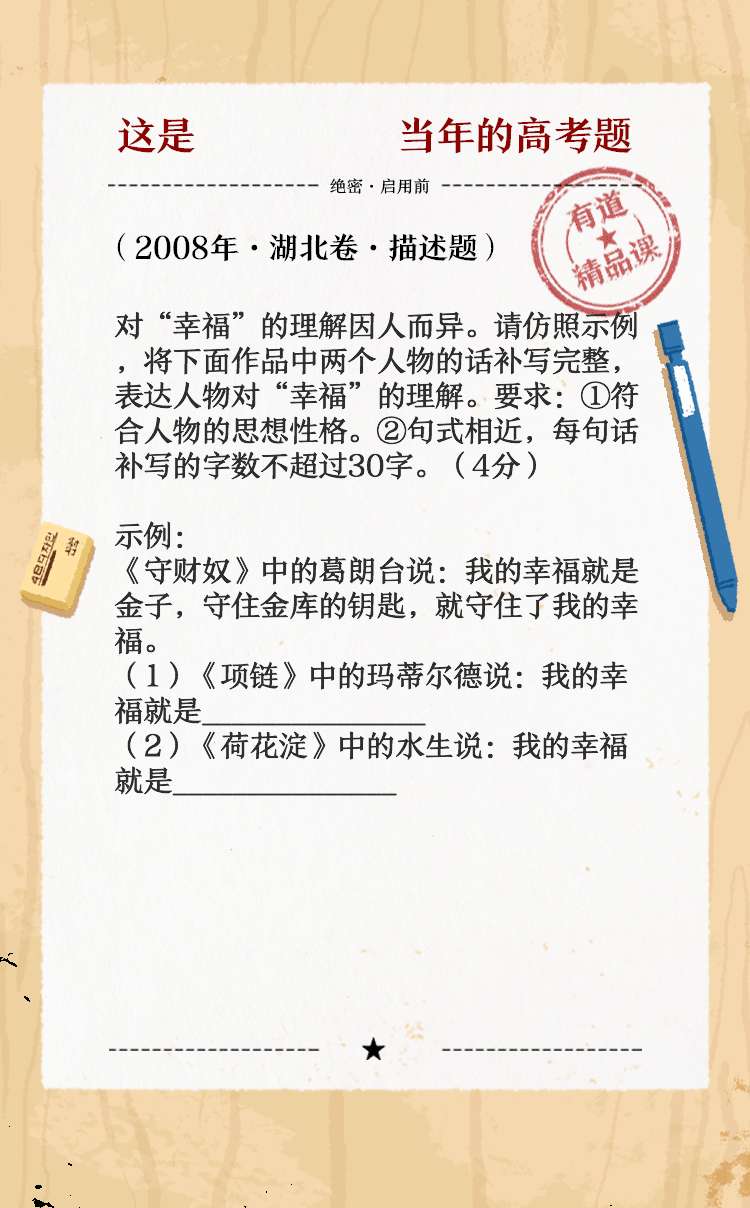 这是 当年的高考题
绝密·启用前
有道
精品课
（2008年·湖北卷·描述题）
对“幸福”的理解因人而异。请仿照示例
，将下面作品中两个人物的话补写完整，
表达人物对“幸福”的理解。要求：①符
合人物的思想性格。②句式相近，每句话
补写的字数不超过30字。（4分）
示例：
《守财奴》中的葛朗台说：我的幸福就是
金子，守住金库的钥匙，就守住了我的幸
福。
（1）《项链》中的玛蒂尔德说：我的幸
福就是________________
（2）《荷花淀》中的水生说：我的幸福
就是________________